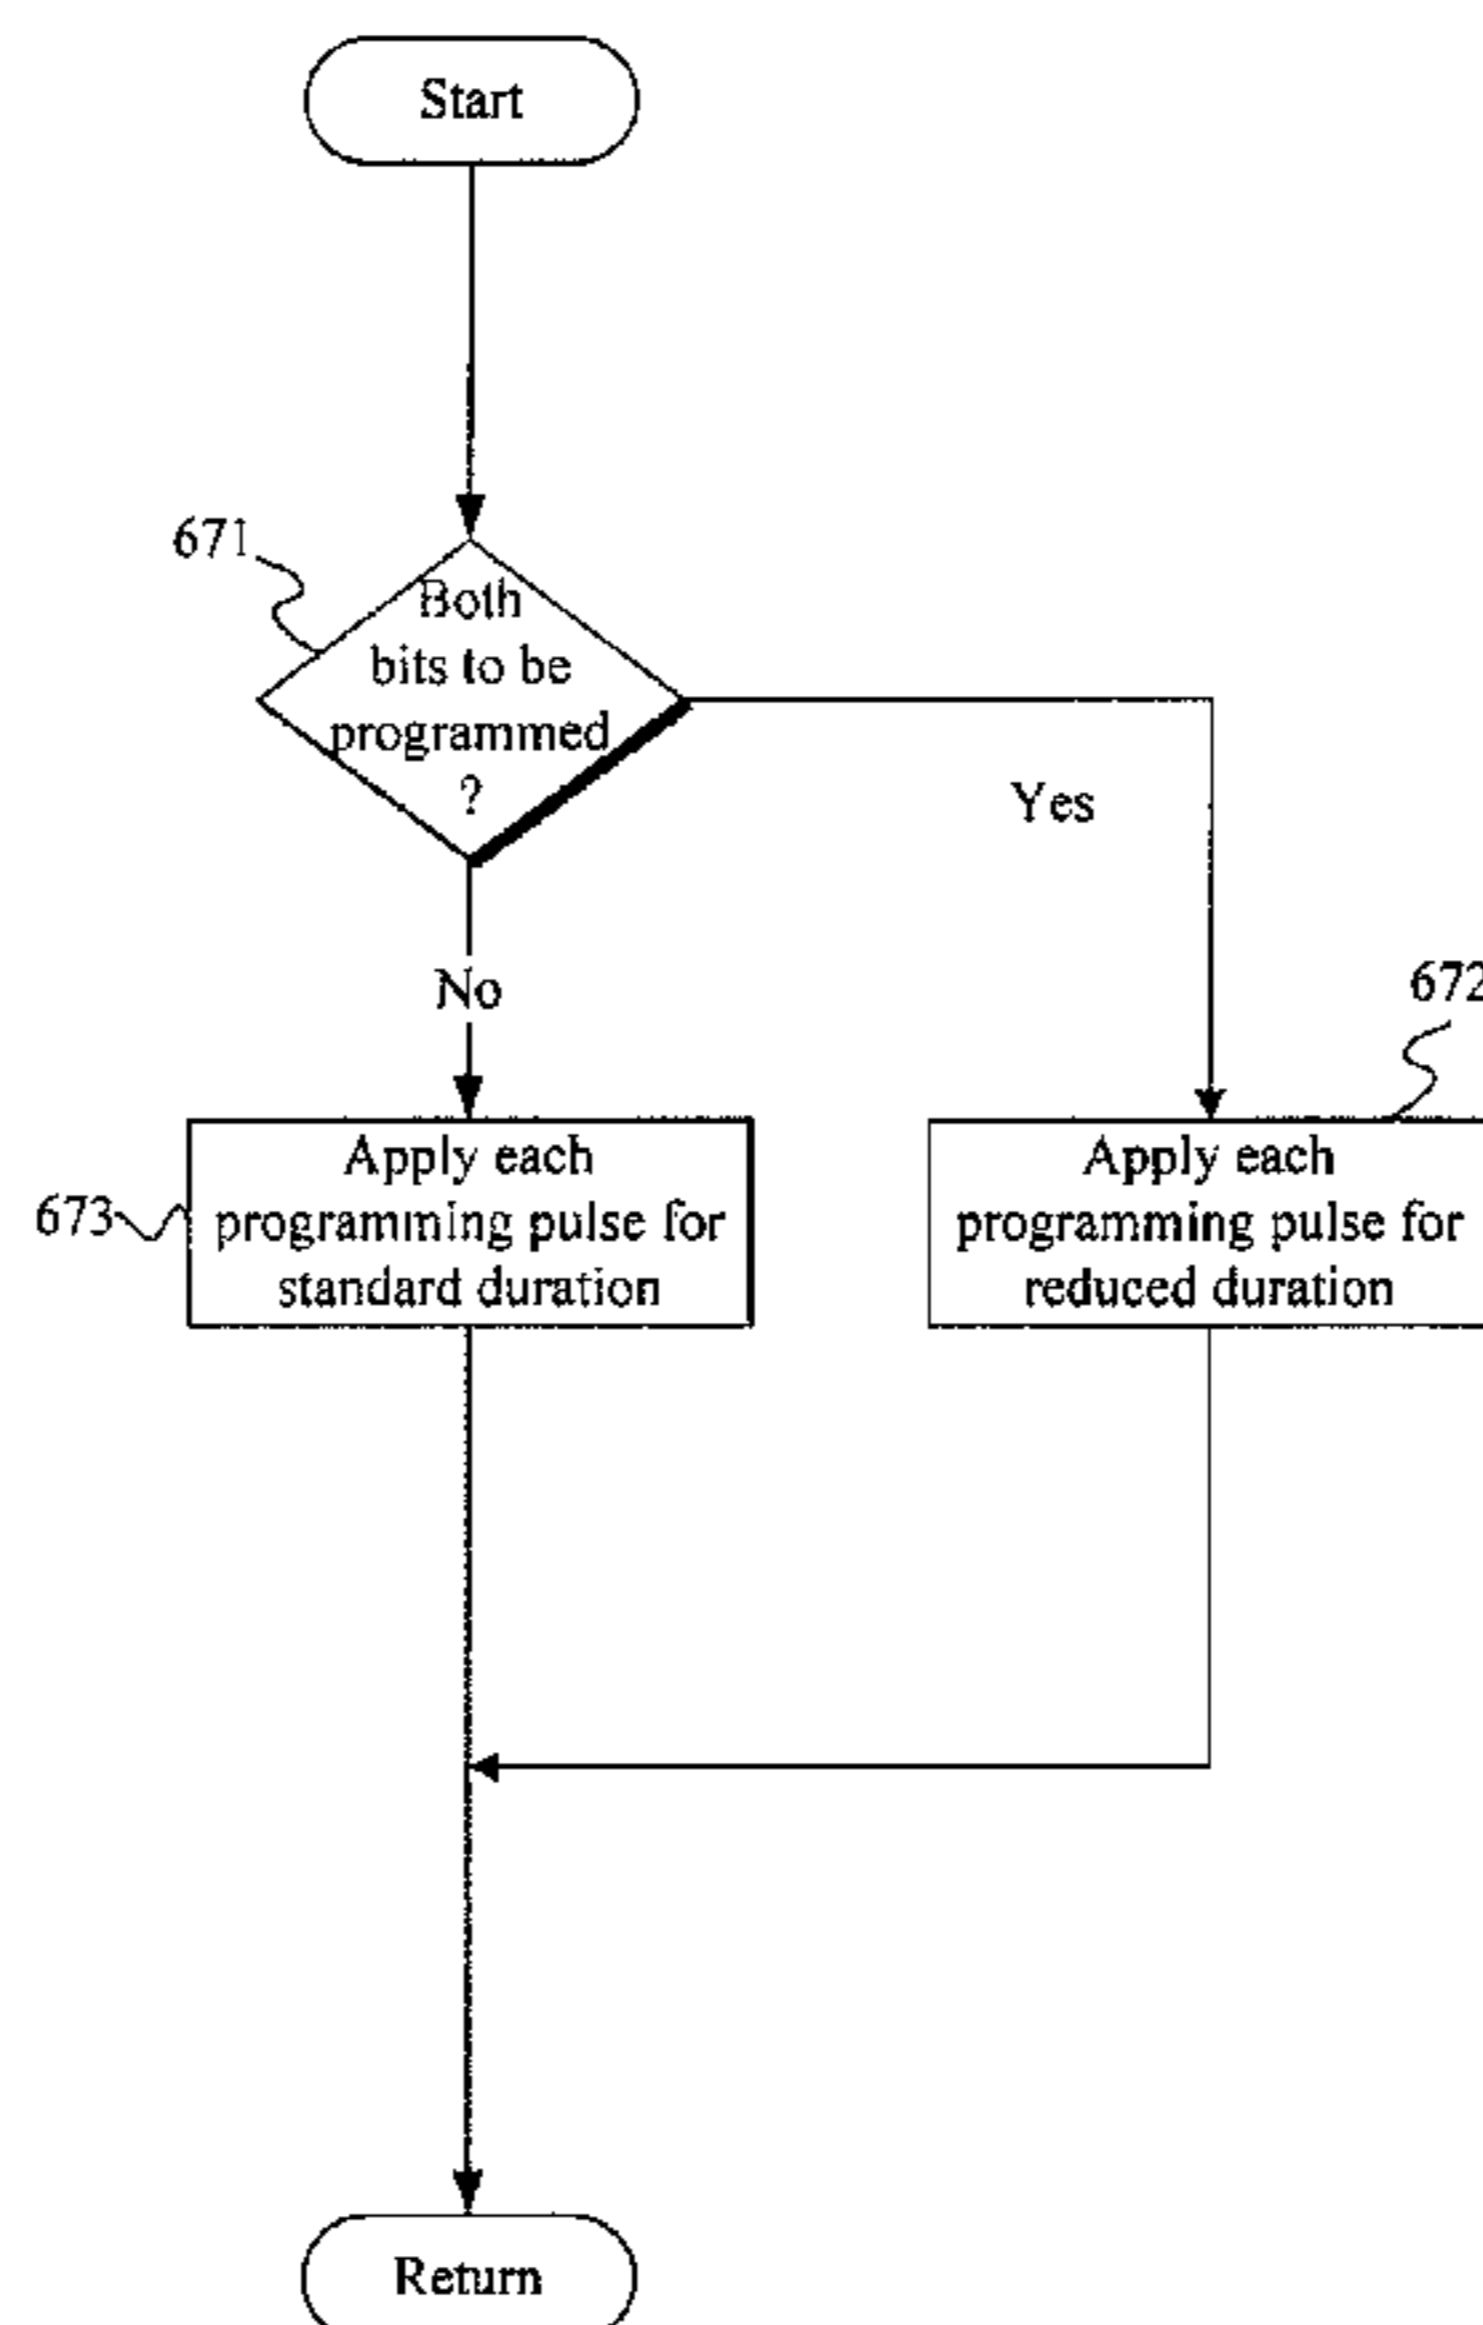 Start
671
Both
bits to be
programmed
?
Yes
No
672
Apply each
programming pulse for
standard duration
673
Apply each
programming pulse for
reduced duration
Return